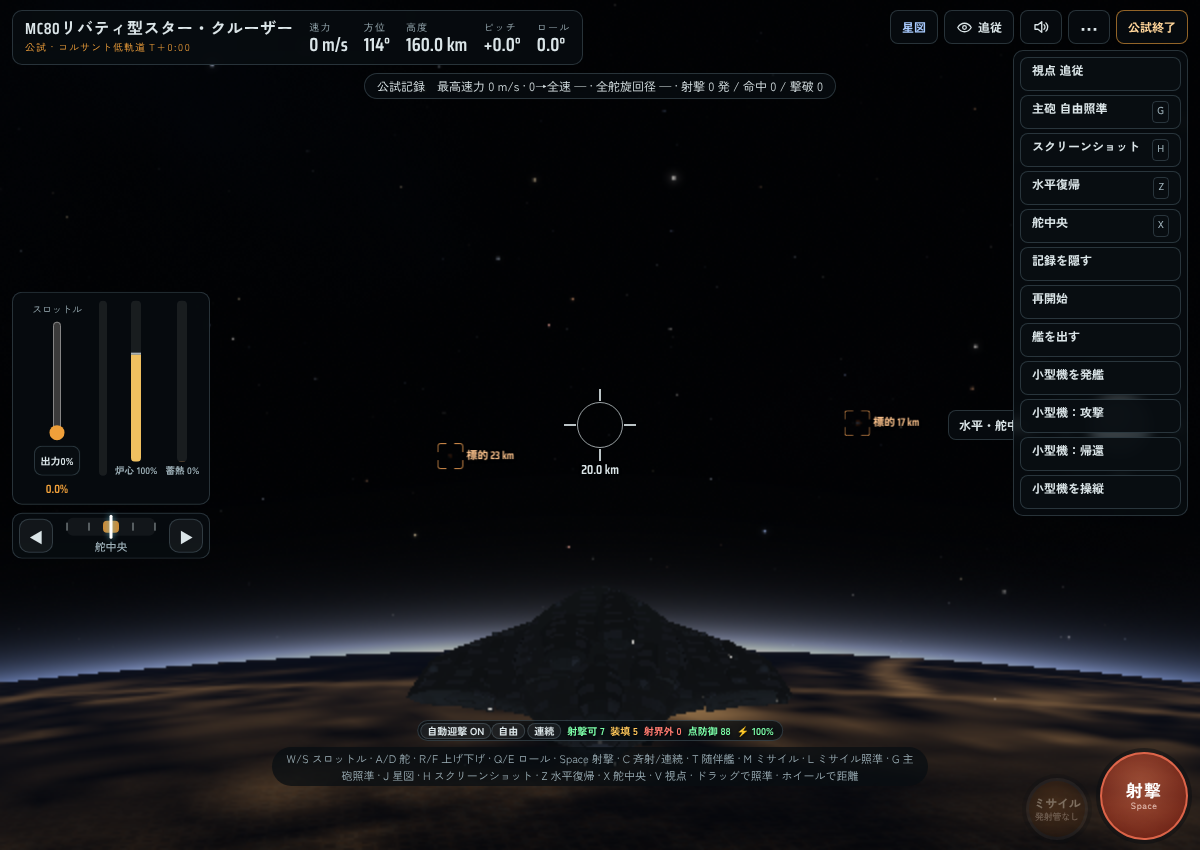 MC80リバティ型スター・クルーザー
公試・コルサント低軌道 T+0:00
速力 方位 高度 ピッチ ロール
0 m/s 114° 160.0 km +0.0° 0.0°
星図 追従 … 公試終了
公試記録 最高速力 0 m/s · 0→全速 — · 全舵旋回径 — · 射撃 0 発 / 命中 0 / 撃破 0
視点 追従
主砲 自由照準 G
スクリーンショット H
水平復帰 Z
舵中央 X
記録を隠す
再開始
艦を出す
小型機を発艦
小型機：攻撃
小型機：帰還
小型機を操縦
水平・舵中
標的 17 km
標的 23 km
20.0 km
スロットル
出力0%
0.0%
炉心 100% 蓄熱 0%
◀ 舵中央 ▶
自動迎撃 ON 自由 連続 射撃可 7 装填 5 射界外 0 点防御 88 ⚡ 100%
W/S スロットル · A/D 舵 · R/F 上げ下げ · Q/E ロール · Space 射撃 · C 斉射/連続 · T 随伴艦 · M ミサイル · L ミサイル照準 · G 主
砲照準 · J 星図 · H スクリーンショット · Z 水平復帰 · X 舵中央 · V 視点 · ドラッグで照準 · ホイールで距離
ミサイル
発射管なし
射撃
Space